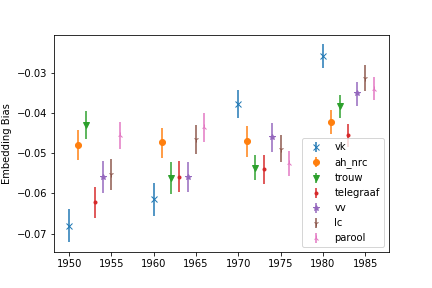 Embedding Bias
−0.03
−0.04
−0.05
−0.06
−0.07
1950 1955 1960 1965 1970 1975 1980 1985
vk
ah_nrc
trouw
telegraaf
vv
lc
parool